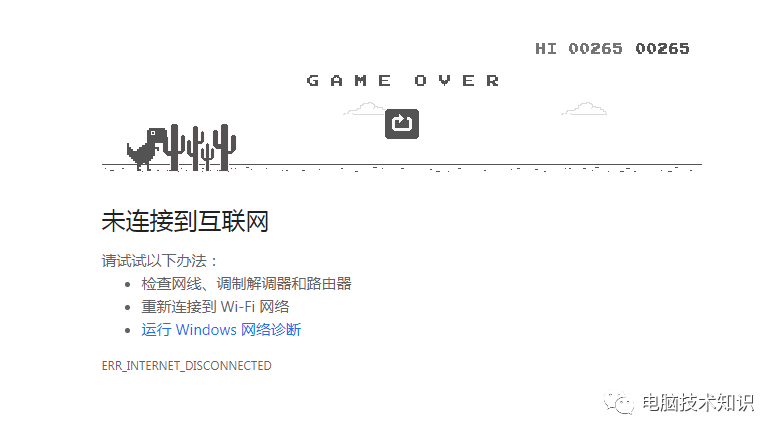 HI 00265 00265
GAME OVER
未连接到互联网
请试试以下办法：
检查网线、调制解调器和路由器
重新连接到 Wi-Fi 网络
运行 Windows 网络诊断
ERR_INTERNET_DISCONNECTED
电脑技术知识